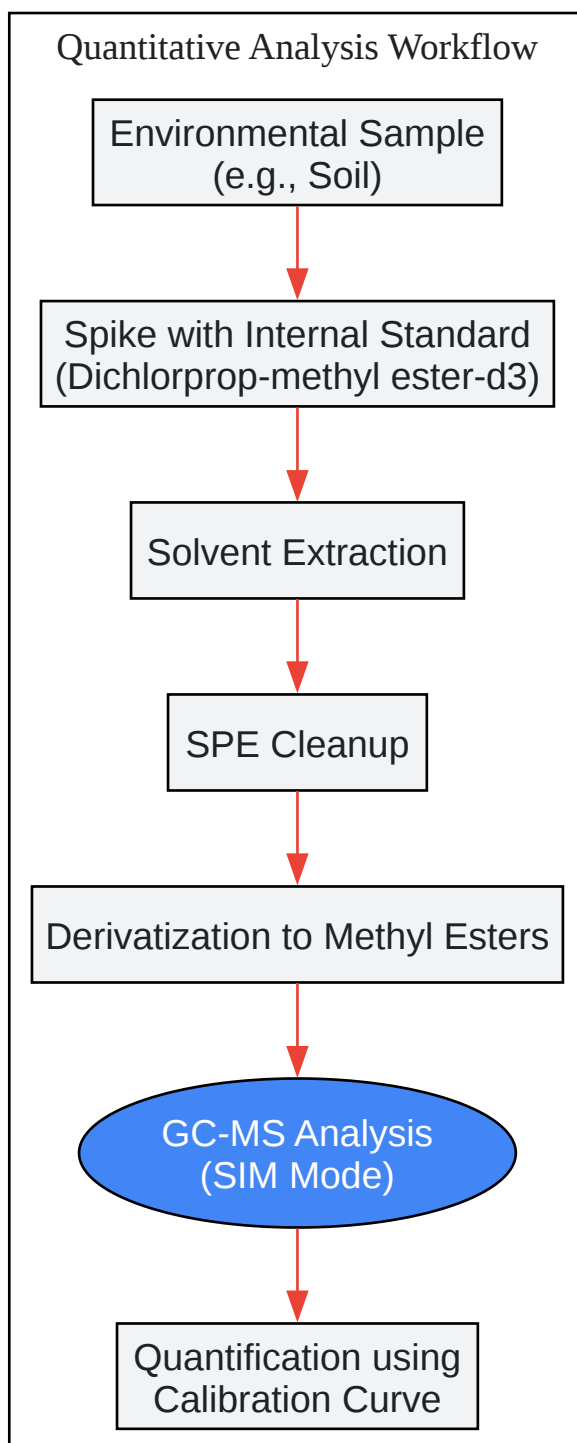 Quantitative Analysis Workflow
Environmental Sample
(e.g., Soil)
Spike with Internal Standard
(Dichlorprop-methyl ester-d3)
Solvent Extraction
SPE Cleanup
Derivatization to Methyl Esters
GC-MS Analysis
(SIM Mode)
Quantification using
Calibration Curve